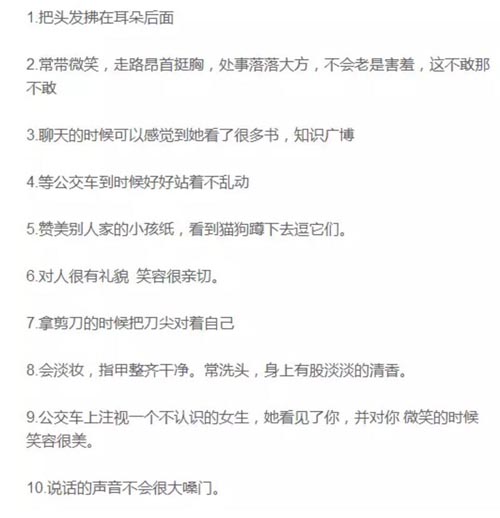 1.把头发拂在耳朵后面
2.常带微笑，走路昂首挺胸，处事落落大方，不会老是害羞，这不敢那
不敢
3.聊天的时候可以感觉到她看了很多书，知识广博
4.等公交车到时候好好站着不乱动
5.赞美别人家的小孩纸，看到猫狗蹲下去逗它们。
6.对人很有礼貌 笑容很亲切。
7.拿剪刀的时候把刀尖对着自己
8.会淡妆，指甲整齐干净。常洗头，身上有股淡淡的清香。
9.公交车上注视一个不认识的女生，她看见了你，并对你 微笑的时候
笑容很美。
10.说话的声音不会很大嗓门。